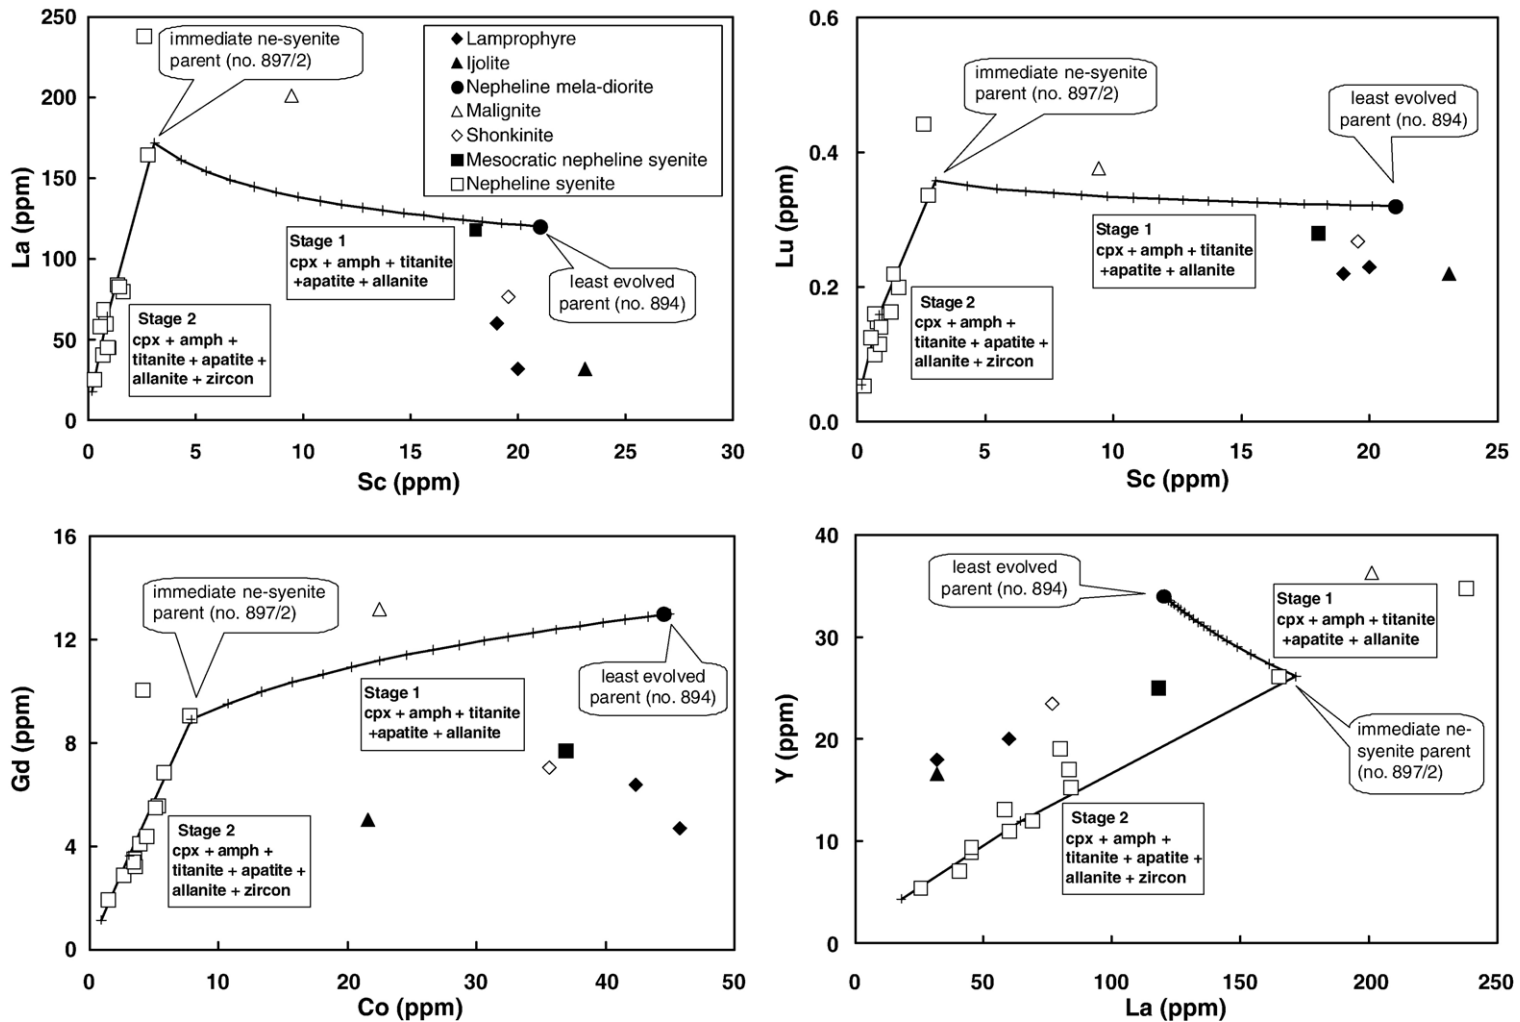 250
200
150
100
50
0
La (ppm)
immediate ne-syenite
parent (no. 897/2)
Lamprophyre
Ijolite
Nepheline mela-diorite
Malignite
Shonkinite
Mesocratic nepheline syenite
Nepheline syenite
Stage 1
cpx + amph + titanite
+apatite + allanite
least evolved
parent (no. 894)
Stage 2
cpx + amph +
titanite + apatite +
allanite + zircon
0 5 10 15 20 25 30
Sc (ppm)
0.6
0.4
0.2
0.0
Lu (ppm)
immediate ne-syenite
parent (no. 897/2)
least evolved
parent (no. 894)
Stage 1
cpx + amph + titanite
+apatite + allanite
Stage 2
cpx + amph +
titanite + apatite +
allanite + zircon
0 5 10 15 20 25
Sc (ppm)
16
12
8
4
0
Gd (ppm)
immediate ne-syenite
parent (no. 897/2)
least evolved
parent (no. 894)
Stage 1
cpx + amph + titanite
+apatite + allanite
Stage 2
cpx + amph +
titanite + apatite +
allanite + zircon
0 10 20 30 40 50
Co (ppm)
40
30
20
10
0
Y (ppm)
least evolved
parent (no. 894)
Stage 1
cpx + amph + titanite
+apatite + allanite
immediate ne-
syenite parent
(no. 897/2)
Stage 2
cpx + amph +
titanite + apatite +
allanite + zircon
0 50 100 150 200 250
La (ppm)